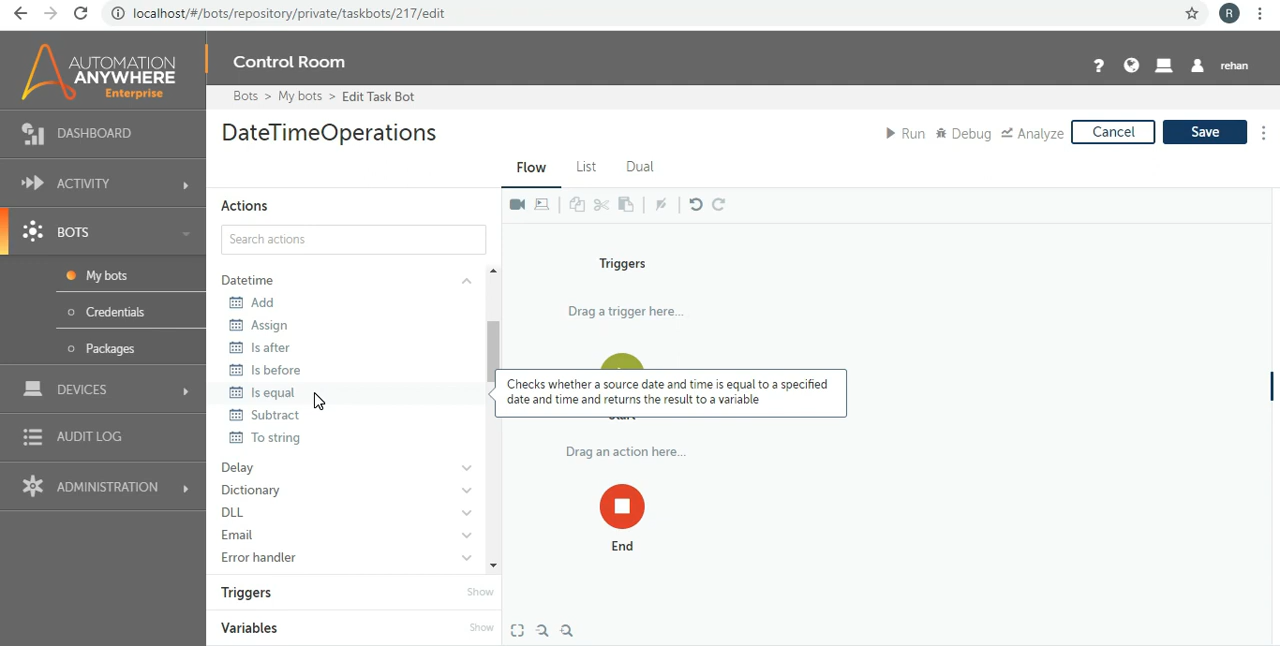 localhost/#/bots/repository/private/taskbots/217/edit
R
AUTOMATION
ANYWHERE
Enterprise
Control Room
?
rehan
Bots > My bots > Edit Task Bot
DateTimeOperations
Run
Debug
Analyze
Cancel
Save
DASHBOARD
ACTIVITY
BOTS
My bots
Credentials
Packages
DEVICES
AUDIT LOG
ADMINISTRATION
Flow
List
Dual
Actions
Search actions
Datetime
Add
Assign
Is after
Is before
Is equal
Subtract
To string
Delay
Dictionary
DLL
Email
Error handler
Triggers
Show
Variables
Show
Triggers
Drag a trigger here...
Checks whether a source date and time is equal to a specified
date and time and returns the result to a variable
Drag an action here...
End